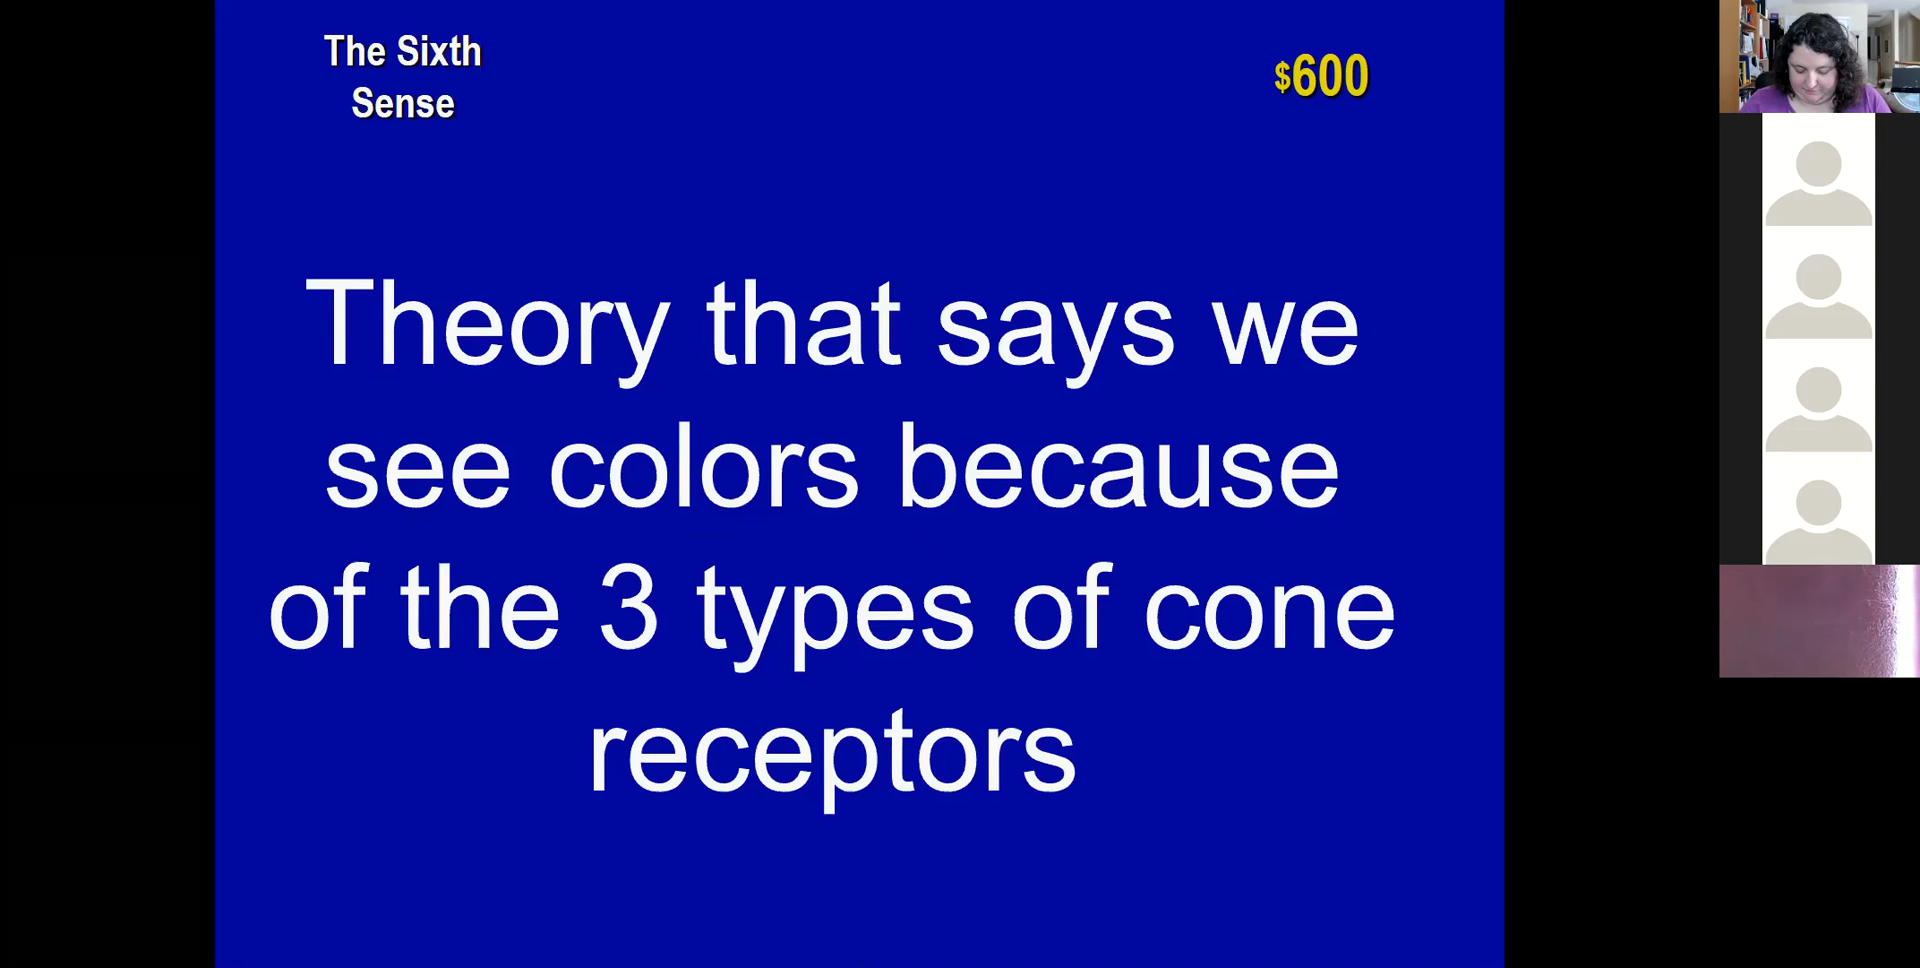 The Sixth
Sense
$600
Theory that says we
see colors because
of the 3 types of cone
receptors